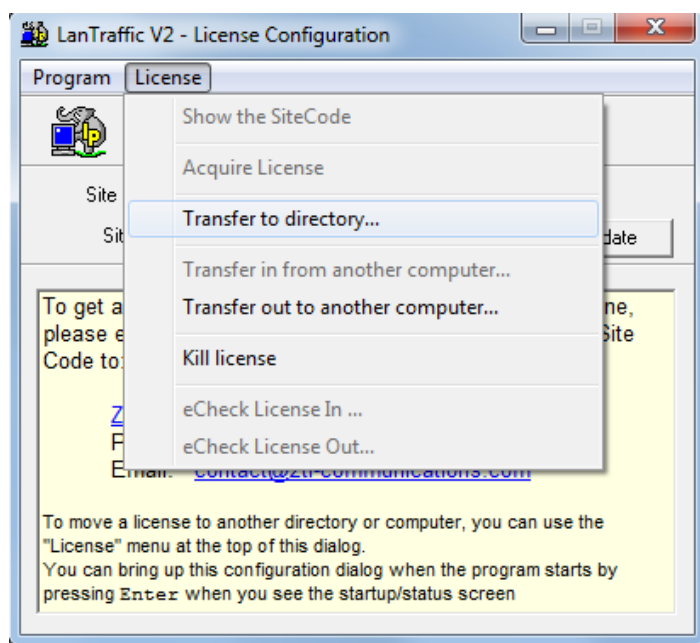 LanTraffic V2 - License Configuration
Program License
Show the SiteCode
Acquire License
Site
Transfer to directory...
Sit
date
Transfer in from another computer...
To get a
ne,
Transfer out to another computer...
please e
Site
Code to:
Kill license
eCheck License In ...
Z
F
eCheck License Out...
Email: contact@zti-communications.com
To move a license to another directory or computer, you can use the
"License" menu at the top of this dialog.
You can bring up this configuration dialog when the program starts by
pressing Enter when you see the startup/status screen